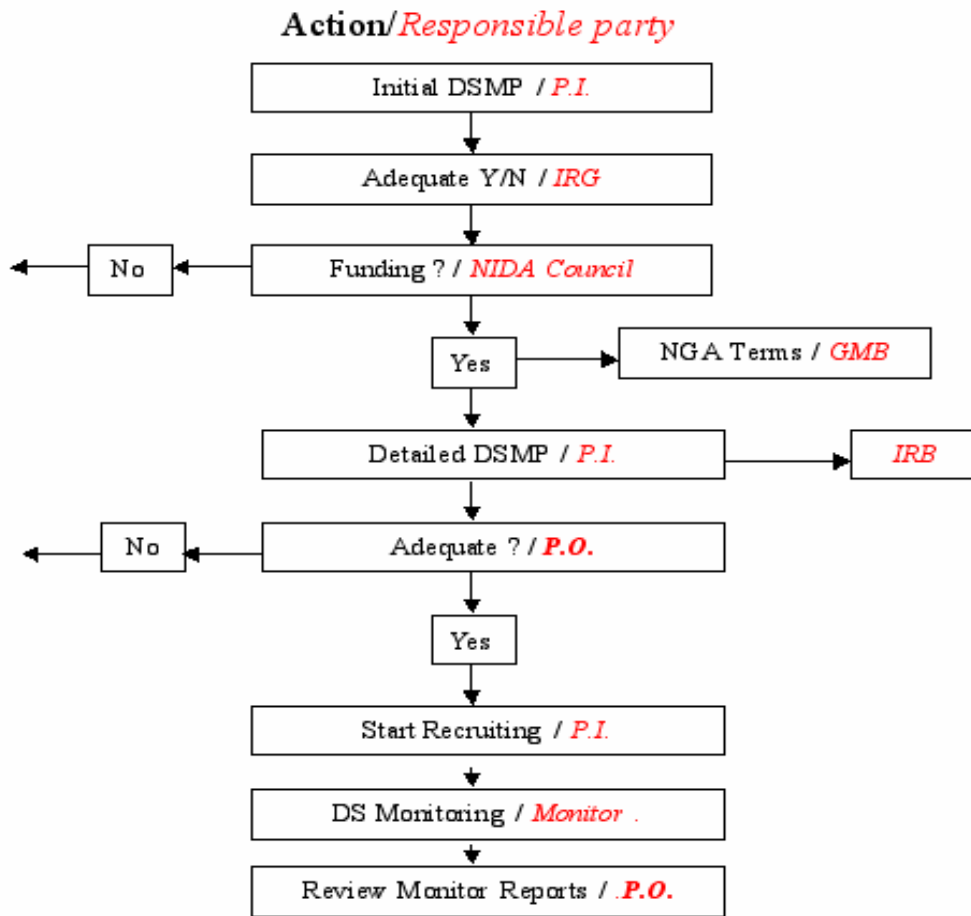 Action/Responsible party
Initial DSMP / P.I.
Adequate Y/N / IRG
No
Funding ? / NIDA Council
Yes
NGA Terms / GMB
Detailed DSMP / P.I.
IRB
No
Adequate ? / P.O.
Yes
Start Recruiting / P.I.
DS Monitoring / Monitor .
Review Monitor Reports / .P.O.